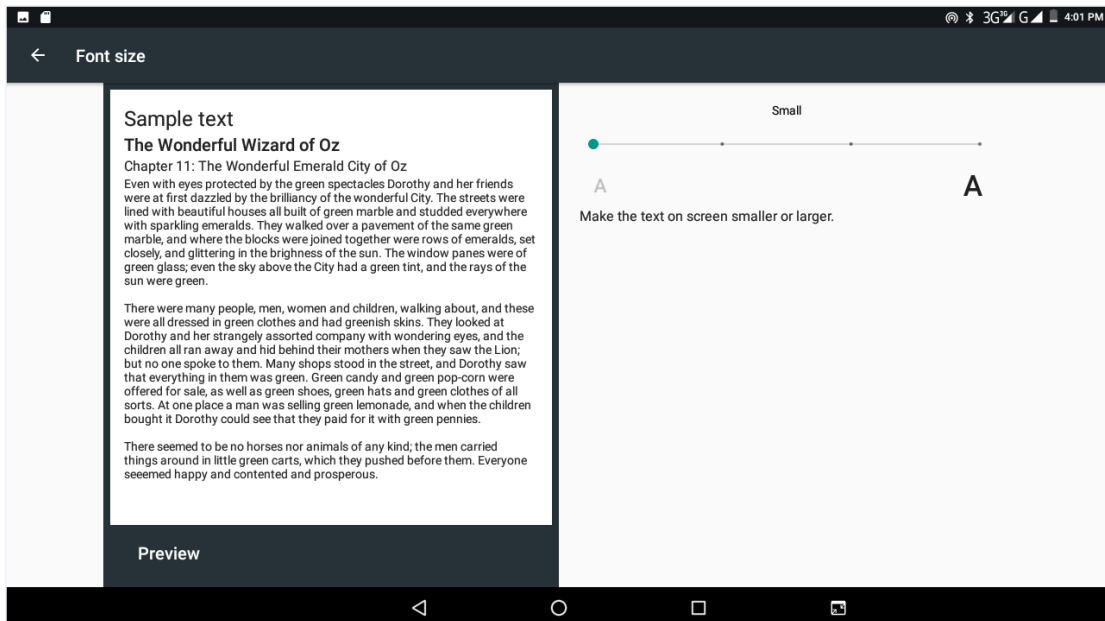 3G 3G G 4:01 PM
Font size
Sample text
The Wonderful Wizard of Oz
Chapter 11: The Wonderful Emerald City of Oz
Even with eyes protected by the green spectacles Dorothy and her friends
were at first dazzled by the brilliancy of the wonderful City. The streets were
lined with beautiful houses all built of green marble and studded everywhere
with sparkling emeralds. They walked over a pavement of the same green
marble, and where the blocks were joined together were rows of emeralds, set
closely, and glittering in the brighness of the sun. The window panes were of
green glass; even the sky above the City had a green tint, and the rays of the
sun were green.
There were many people, men, women and children, walking about, and these
were all dressed in green clothes and had greenish skins. They looked at
Dorothy and her strangely assorted company with wondering eyes, and the
children all ran away and hid behind their mothers when they saw the Lion;
but no one spoke to them. Many shops stood in the street, and Dorothy saw
that everything in them was green. Green candy and green pop-corn were
offered for sale, as well as green shoes, green hats and green clothes of all
sorts. At one place a man was selling green lemonade, and when the children
bought it Dorothy could see that they paid for it with green pennies.
There seemed to be no horses nor animals of any kind; the men carried
things around in little green carts, which they pushed before them. Everyone
seeemed happy and contented and prosperous.
Preview
Small
A
A
Make the text on screen smaller or larger.